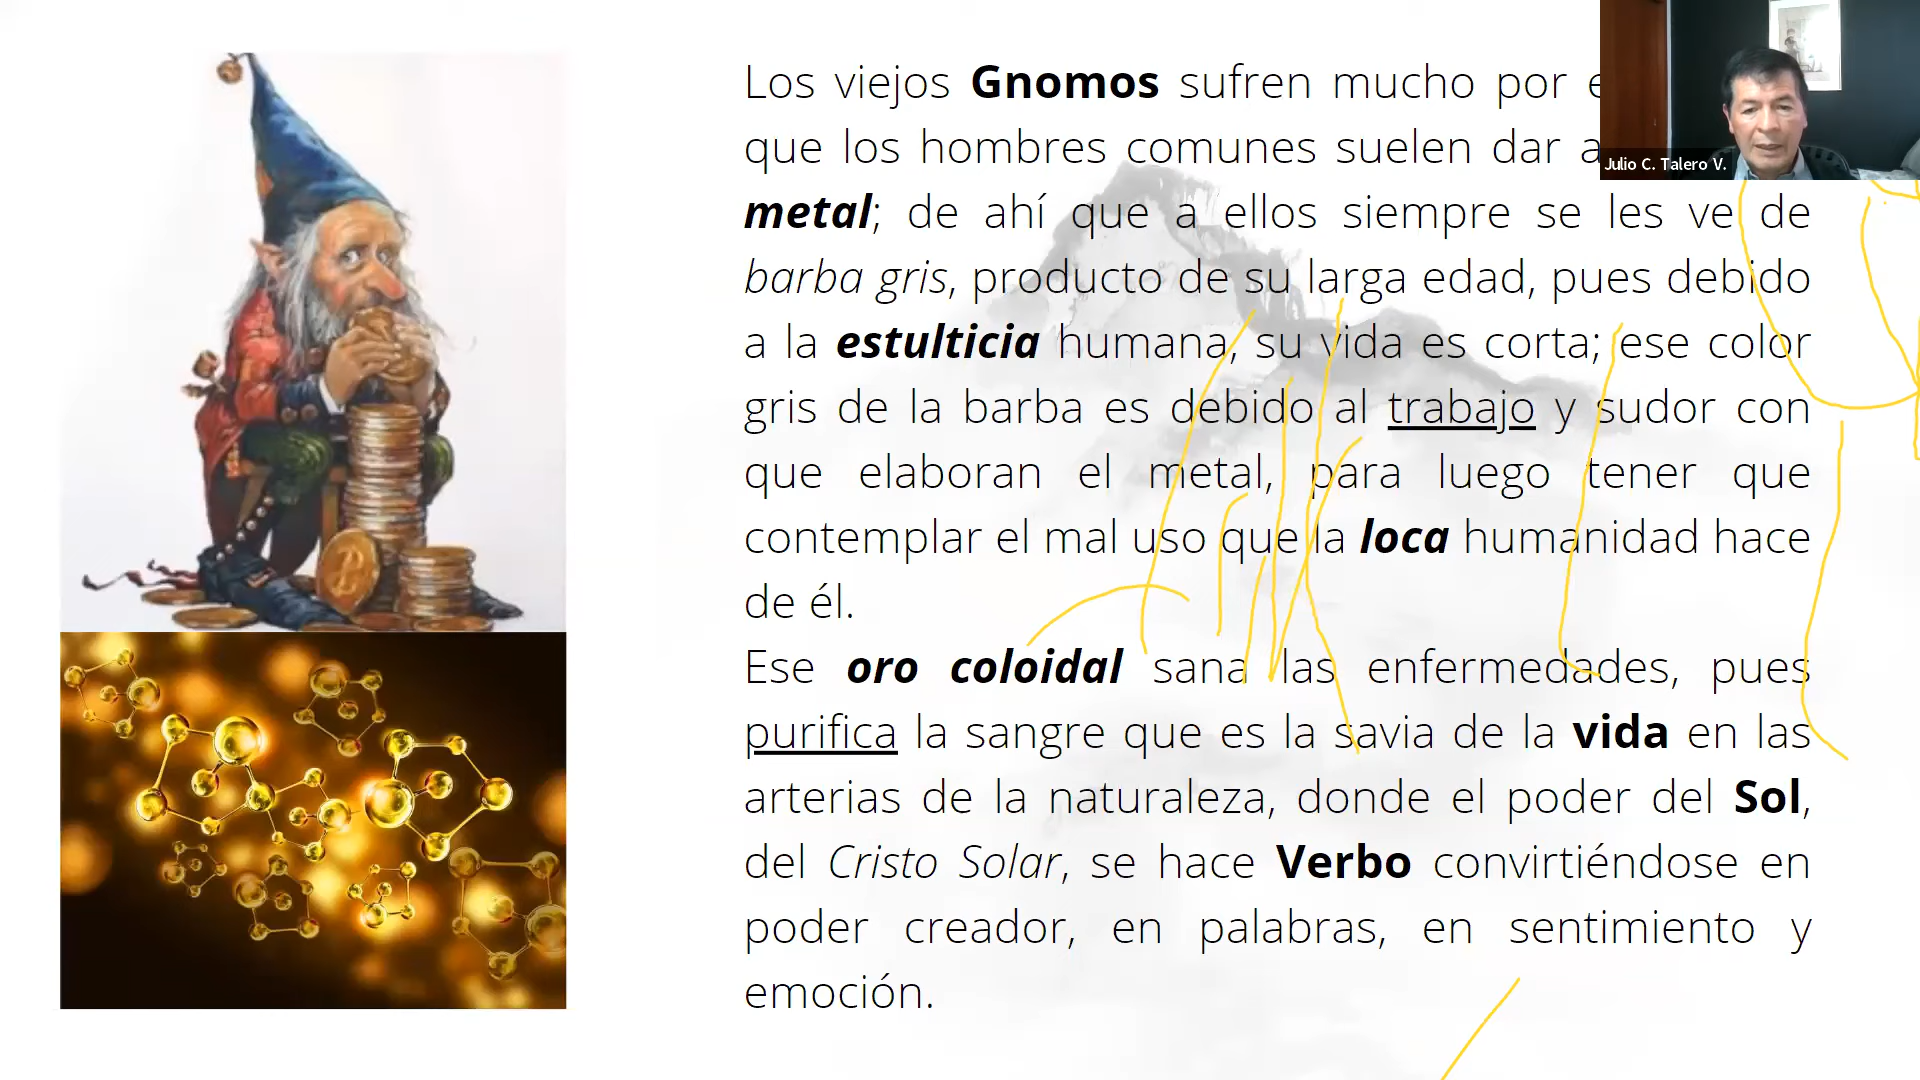 Los viejos Gnomos sufren mucho por
que los hombres comunes suelen dar
metal; de ahí que a ellos siempre se les ve de
barba gris, producto de su larga edad, pues debido
a la estulticia humana, su vida es corta; ese color
gris de la barba es debido al trabajo y sudor con
que elaboran el metal, para luego tener que
contemplar el mal uso que la loca humanidad hace
de él.
Ese oro coloidal sana las enfermedades, pues
purifica la sangre que es la savia de la vida en las
arterias de la naturaleza, donde el poder del Sol,
del Cristo Solar, se hace Verbo convirtiéndose en
poder creador, en palabras, en sentimiento y
emoción.
Julio C. Talero V.